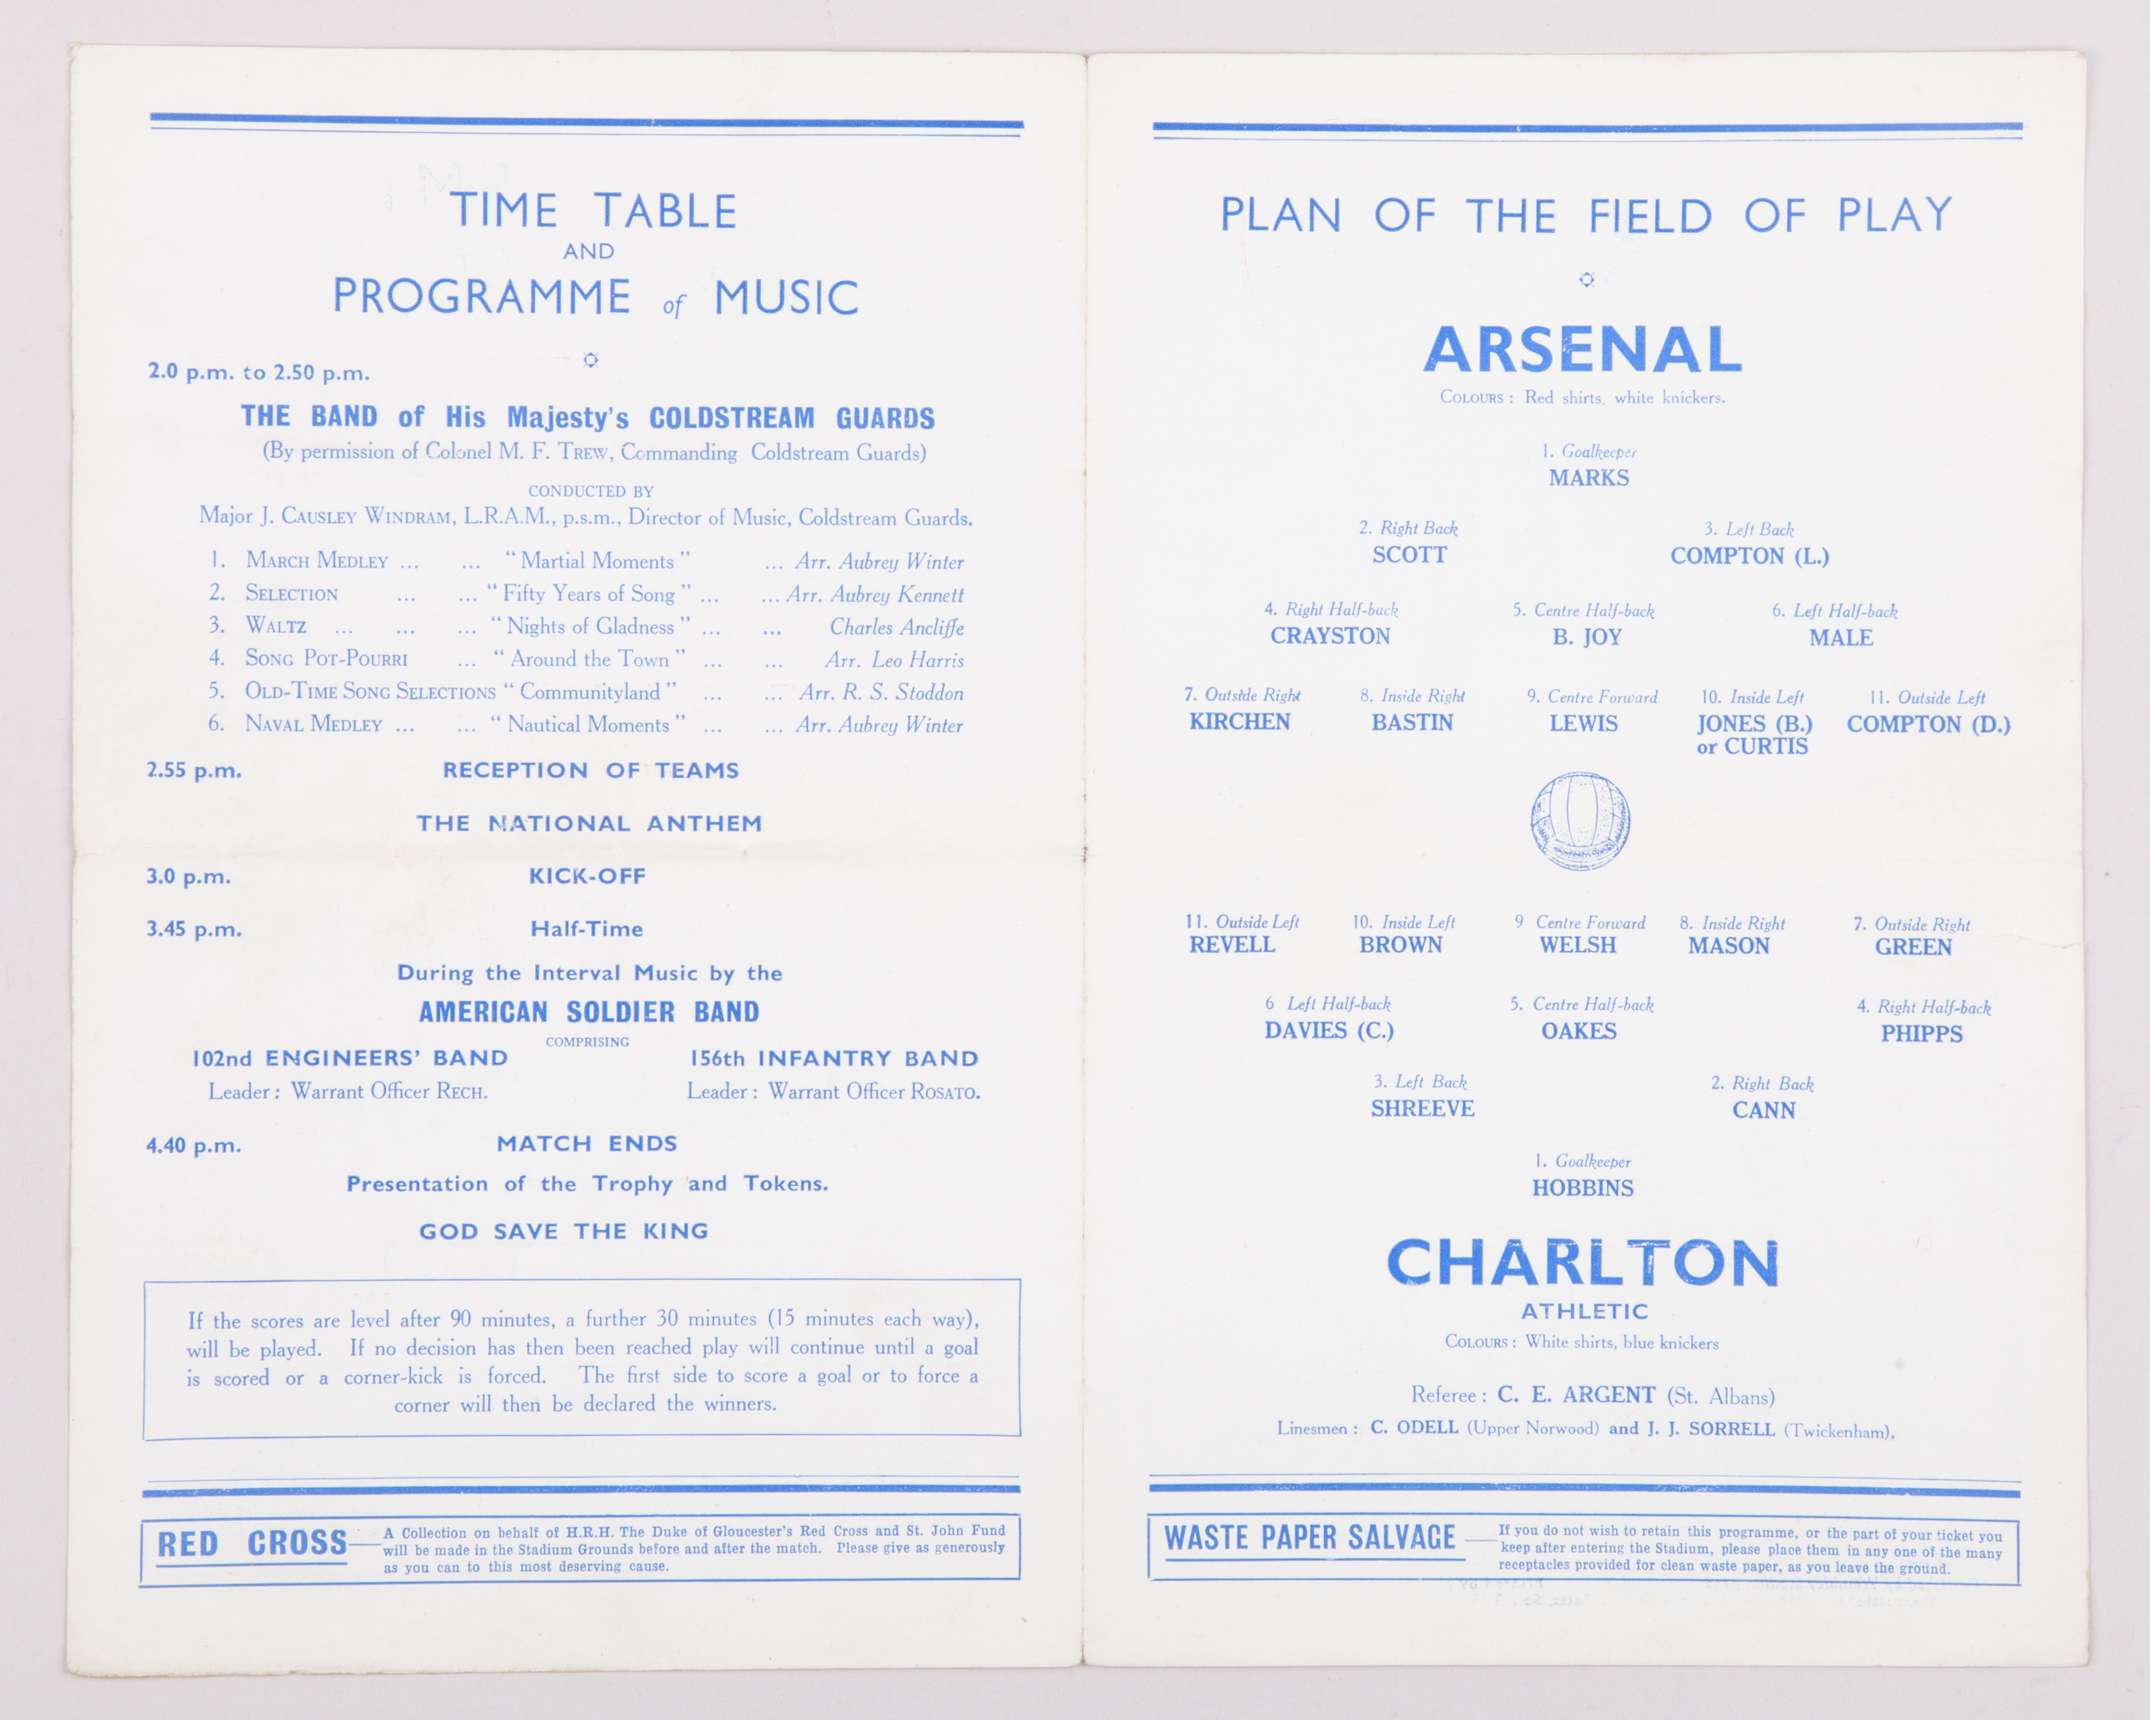 TIME TABLE
AND
PROGRAMME of MUSIC
2.0 p.m. to 2.50 p.m.
THE BAND of His Majesty's COLDSTREAM GUARDS
(By permission of Colonel M. F. TREW, Commanding Coldstream Guards)
CONDUCTED BY
Major J. CAUSLEY WINDRAM, L.R.A.M., p.s.m., Director of Music, Coldstream Guards.
1. MARCH MEDLEY ... ... “Martial Moments” ... Arr. Aubrey Winter
2. SELECTION ... ... “Fifty Years of Song” ... ... Arr. Aubrey Kennett
3. WALTZ ... ... ... “Nights of Gladness” ... ... Charles Ancliffe
4. SONG POT-POURRI ... “Around the Town” ... ... Arr. Leo Harris
5. OLD-TIME SONG SELECTIONS “Communityland” ... ... Arr. R. S. Stoddon
6. NAVAL MEDLEY ... ... “Nautical Moments” ... ... Arr. Aubrey Winter
2.55 p.m. RECEPTION OF TEAMS
THE NATIONAL ANTHEM
3.0 p.m. KICK-OFF
3.45 p.m. Half-Time
During the Interval Music by the
AMERICAN SOLDIER BAND
COMPRISING
102nd ENGINEERS' BAND 156th INFANTRY BAND
Leader: Warrant Officer RECH. Leader: Warrant Officer ROSATO.
4.40 p.m. MATCH ENDS
Presentation of the Trophy and Tokens.
GOD SAVE THE KING
If the scores are level after 90 minutes, a further 30 minutes (15 minutes each way),
will be played. If no decision has then been reached play will continue until a goal
is scored or a corner-kick is forced. The first side to score a goal or to force a
corner will then be declared the winners.
RED CROSS—A Collection on behalf of H.R.H. The Duke of Gloucester's Red Cross and St. John Fund
will be made in the Stadium Grounds before and after the match. Please give as generously
as you can to this most deserving cause.
PLAN OF THE FIELD OF PLAY
ARSENAL
COLOURS: Red shirts, white knickers.
1. Goalkeeper
MARKS
2. Right Back 3. Left Back
SCOTT COMPTON (L.)
4. Right Half-back 5. Centre Half-back 6. Left Half-back
CRAYSTON B. JOY MALE
7. Outside Right 8. Inside Right 9. Centre Forward 10. Inside Left 11. Outside Left
KIRCHEN BASTIN LEWIS JONES (B.) COMPTON (D.)
or CURTIS
11. Outside Left 10. Inside Left 9 Centre Forward 8. Inside Right 7. Outside Right
REVELL BROWN WELSH MASON GREEN
6 Left Half-back 5. Centre Half-back 4. Right Half-back
DAVIES (C.) OAKES PHIPPS
3. Left Back 2. Right Back
SHREEVE CANN
1. Goalkeeper
HOBBINS
CHARLTON
ATHLETIC
COLOURS: White shirts, blue knickers
Referee: C. E. ARGENT (St. Albans)
Linesmen: C. ODELL (Upper Norwood) and J. J. SORRELL (Twickenham).
WASTE PAPER SALVAGE—If you do not wish to retain this programme, or the part of your ticket you
keep after entering the Stadium, please place them in any one of the many
receptacles provided for clean waste paper, as you leave the ground.